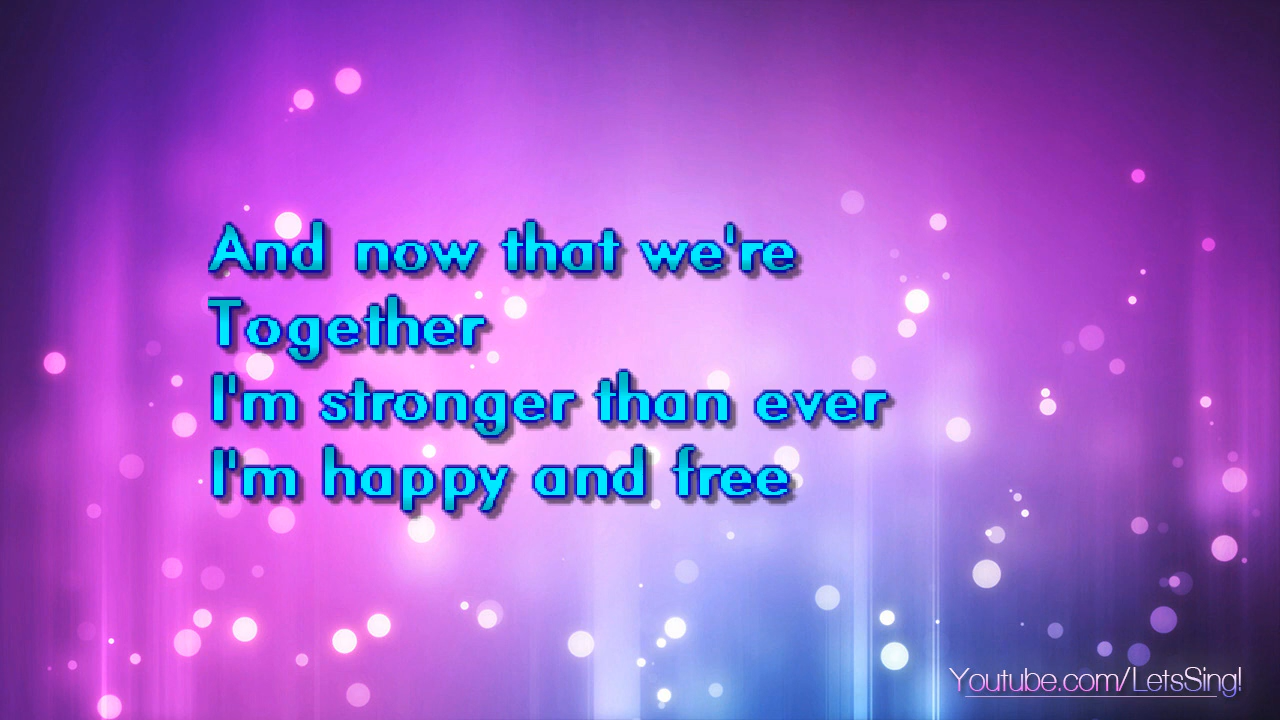 And now that we're
Together
I'm stronger than ever
I'm happy and free
Youtube.com/LetsSing!